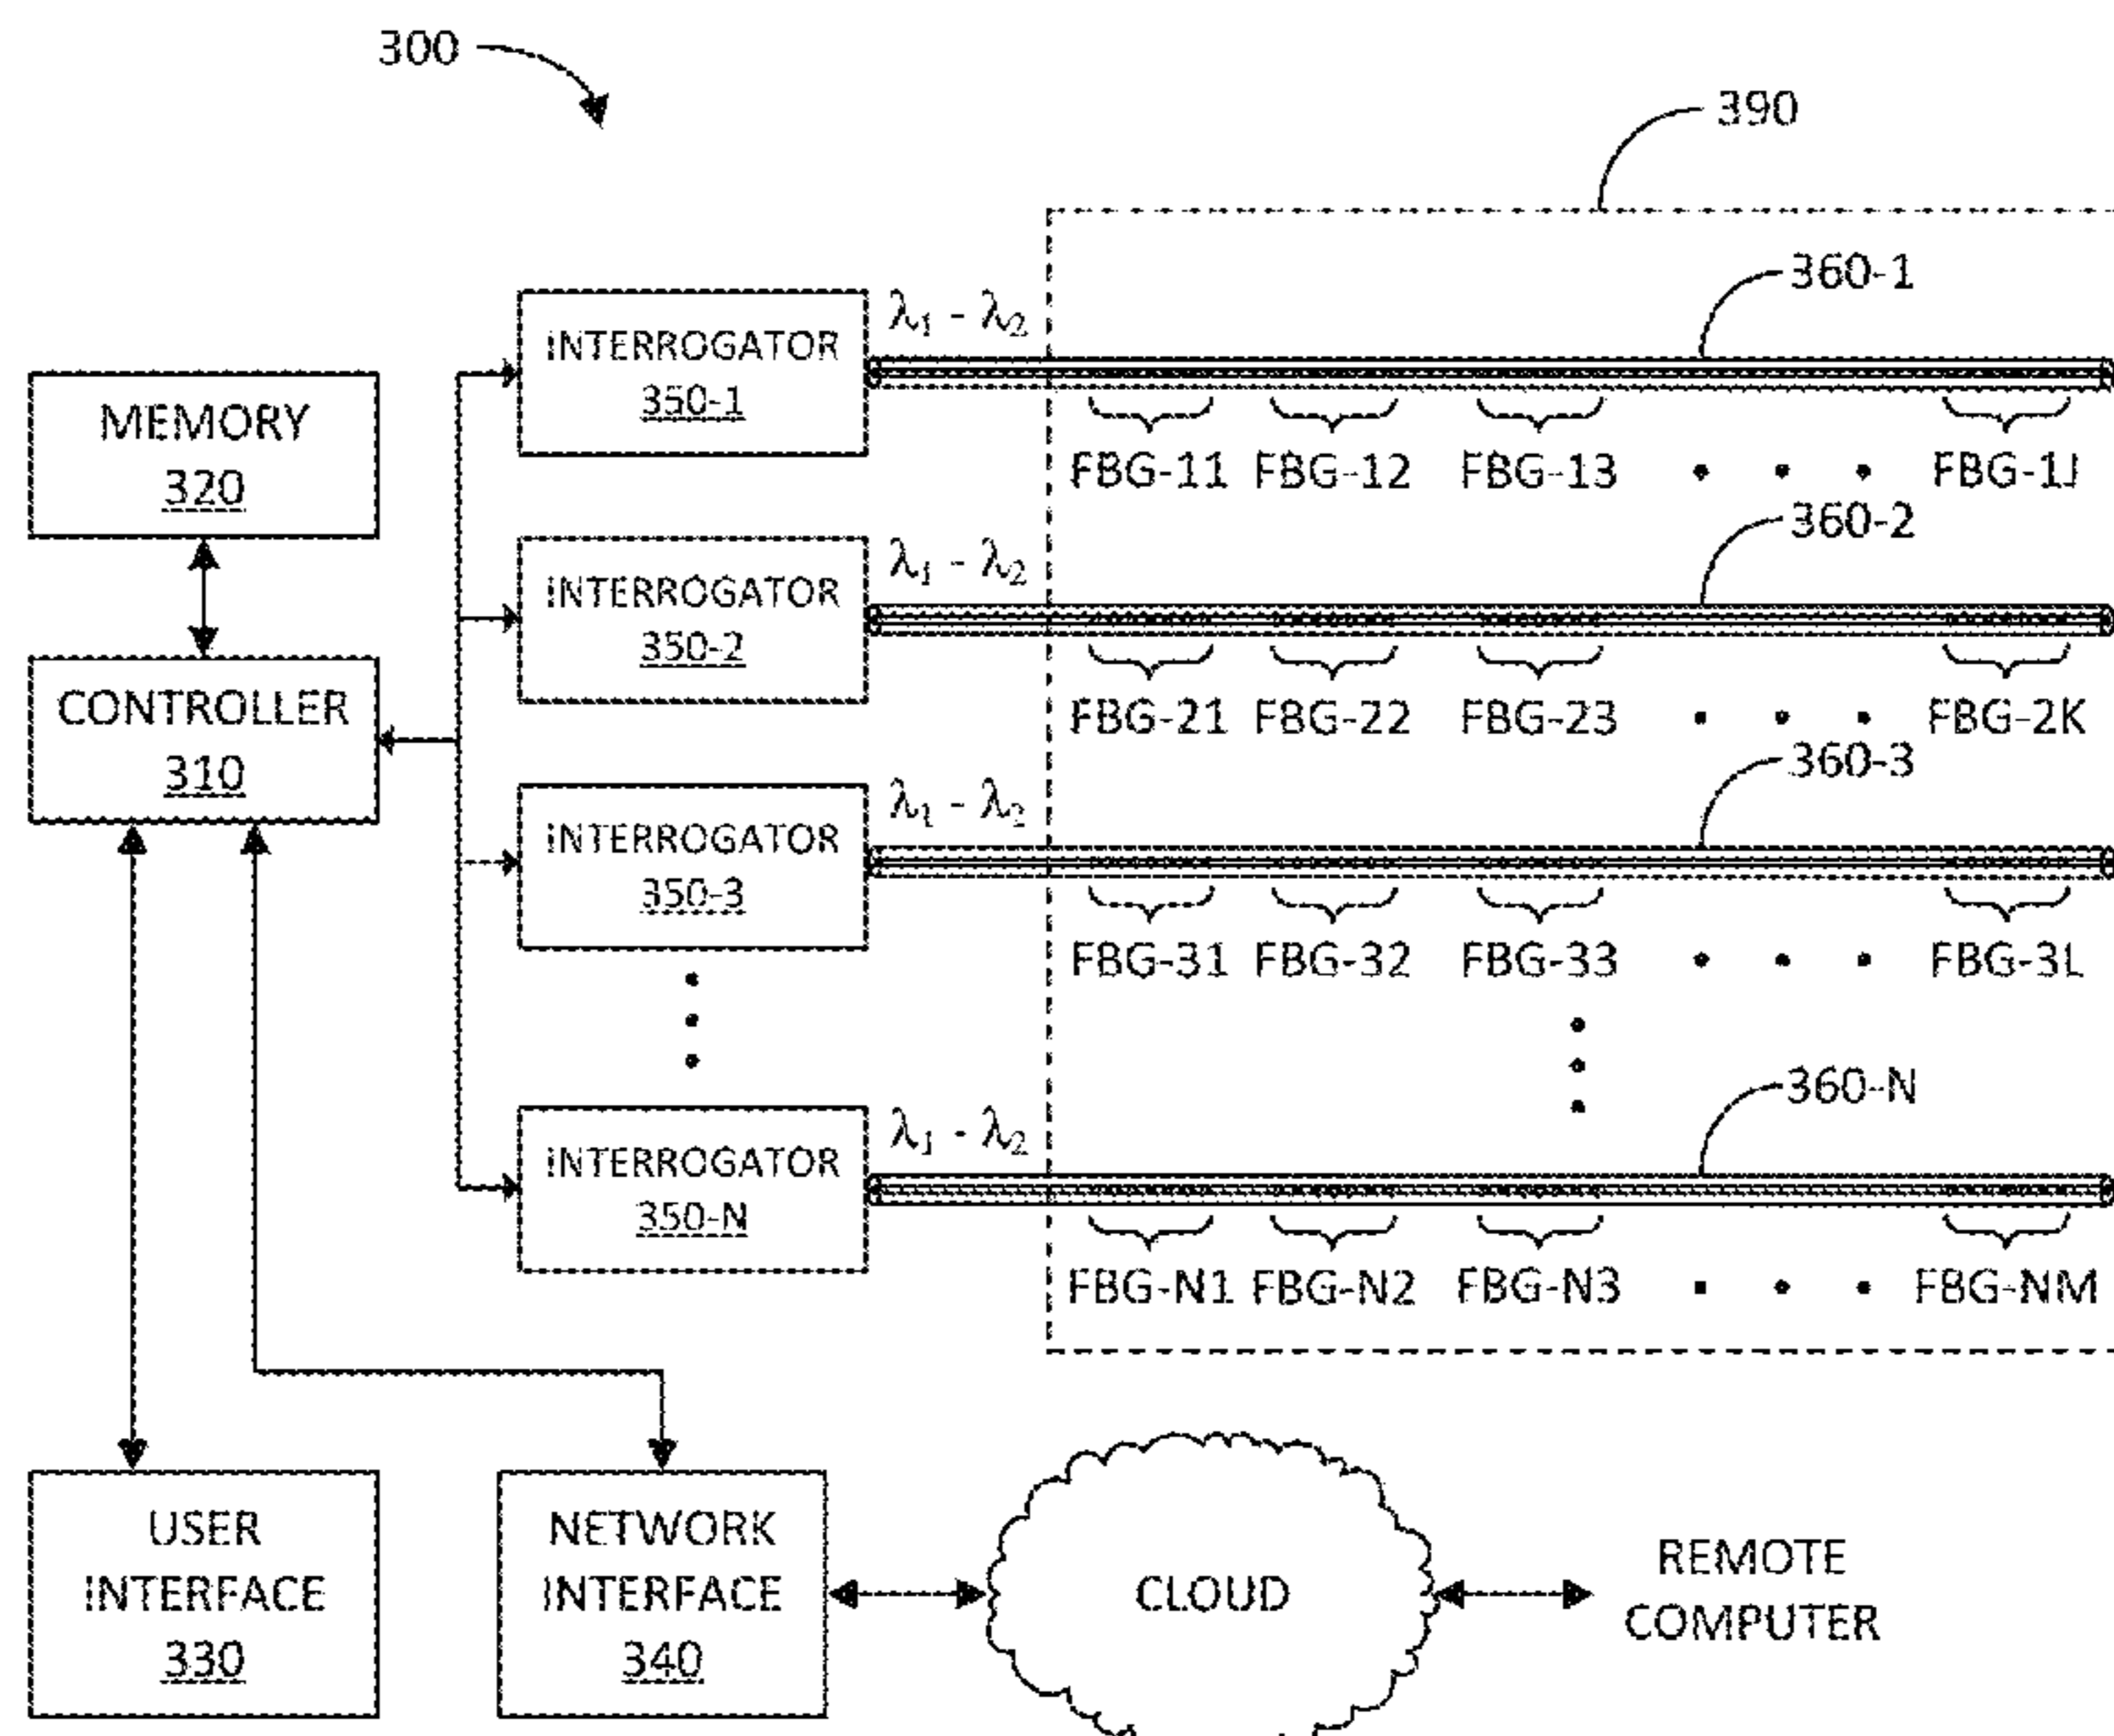 300
390
360-1
λ1 - λ2
INTERROGATOR
350-1
MEMORY
320
FBG-11 FBG-12 FBG-13 • • • FBG-1J
360-2
λ1 - λ2
INTERROGATOR
350-2
CONTROLLER
310
FBG-21 FBG-22 FBG-23 • • • FBG-2K
360-3
λ1 - λ2
INTERROGATOR
350-3
FBG-31 FBG-32 FBG-33 • • • FBG-3L
360-N
λ1 - λ2
INTERROGATOR
350-N
FBG-N1 FBG-N2 FBG-N3 • • • FBG-NM
USER
INTERFACE
330
NETWORK
INTERFACE
340
CLOUD
REMOTE
COMPUTER